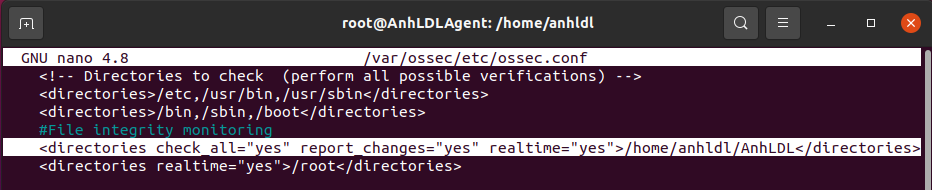 root@AnhLDLAgent: /home/anhldl
GNU nano 4.8 /var/ossec/etc/ossec.conf
<!-- Directories to check  (perform all possible verifications) -->
<directories>/etc,/usr/bin,/usr/sbin</directories>
<directories>/bin,/sbin,/boot</directories>
#File integrity monitoring
<directories check_all="yes" report_changes="yes" realtime="yes">/home/anhldl/AnhLDL</directories>
<directories realtime="yes">/root</directories>